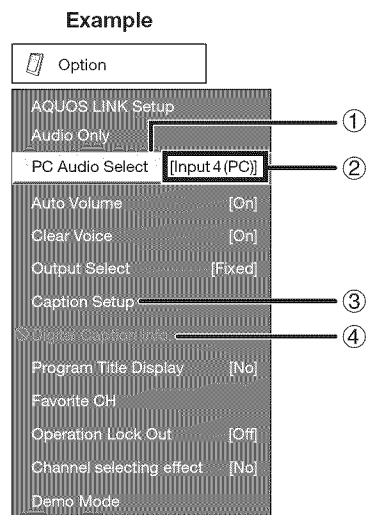 Example
Option
AQUOS LINK Setup
Audio Only
①
PC Audio Select [Input 4 (PC)] ②
Auto Volume [On]
Clear Voice [On]
Output Select [Fixed]
Caption Setup ③
Digital Caption Info. ④
Program Title Display [No]
Favorite CH
Operation Lock Out [Off]
Channel selecting effect [No]
Demo Mode